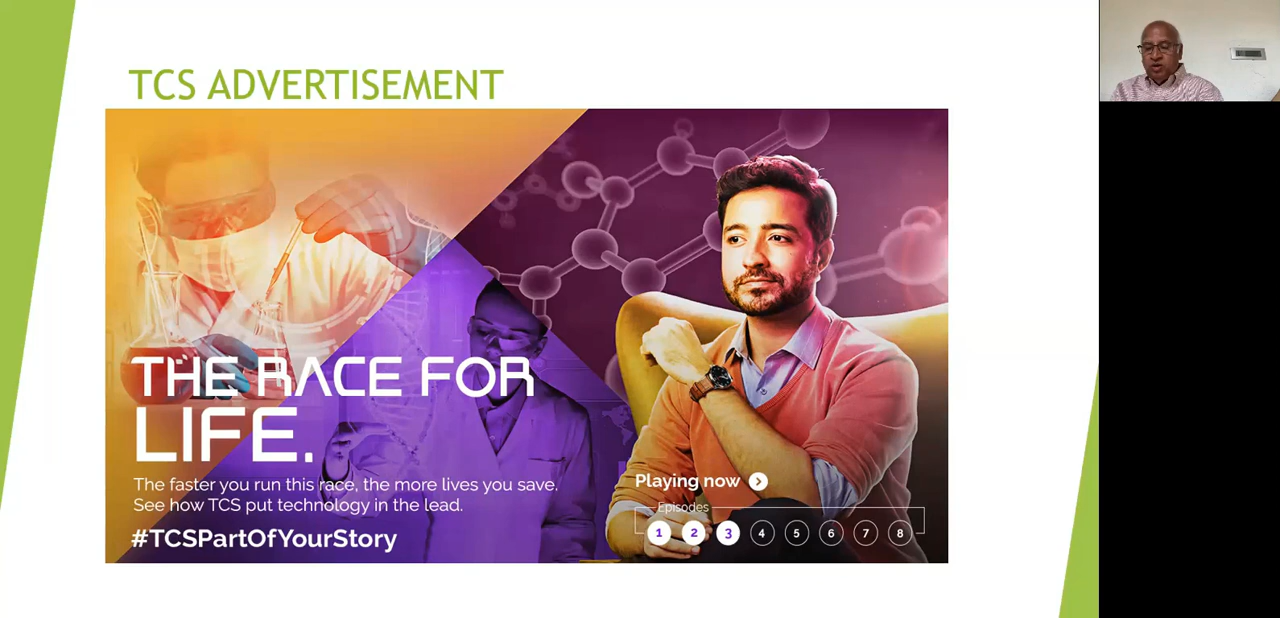 TCS ADVERTISEMENT
THE RACE FOR
LIFE.
The faster you run this race, the more lives you save.
See how TCS put technology in the lead.
#TCSPartOfYourStory
Playing now
Episodes
1 2 3 4 5 6 7 8